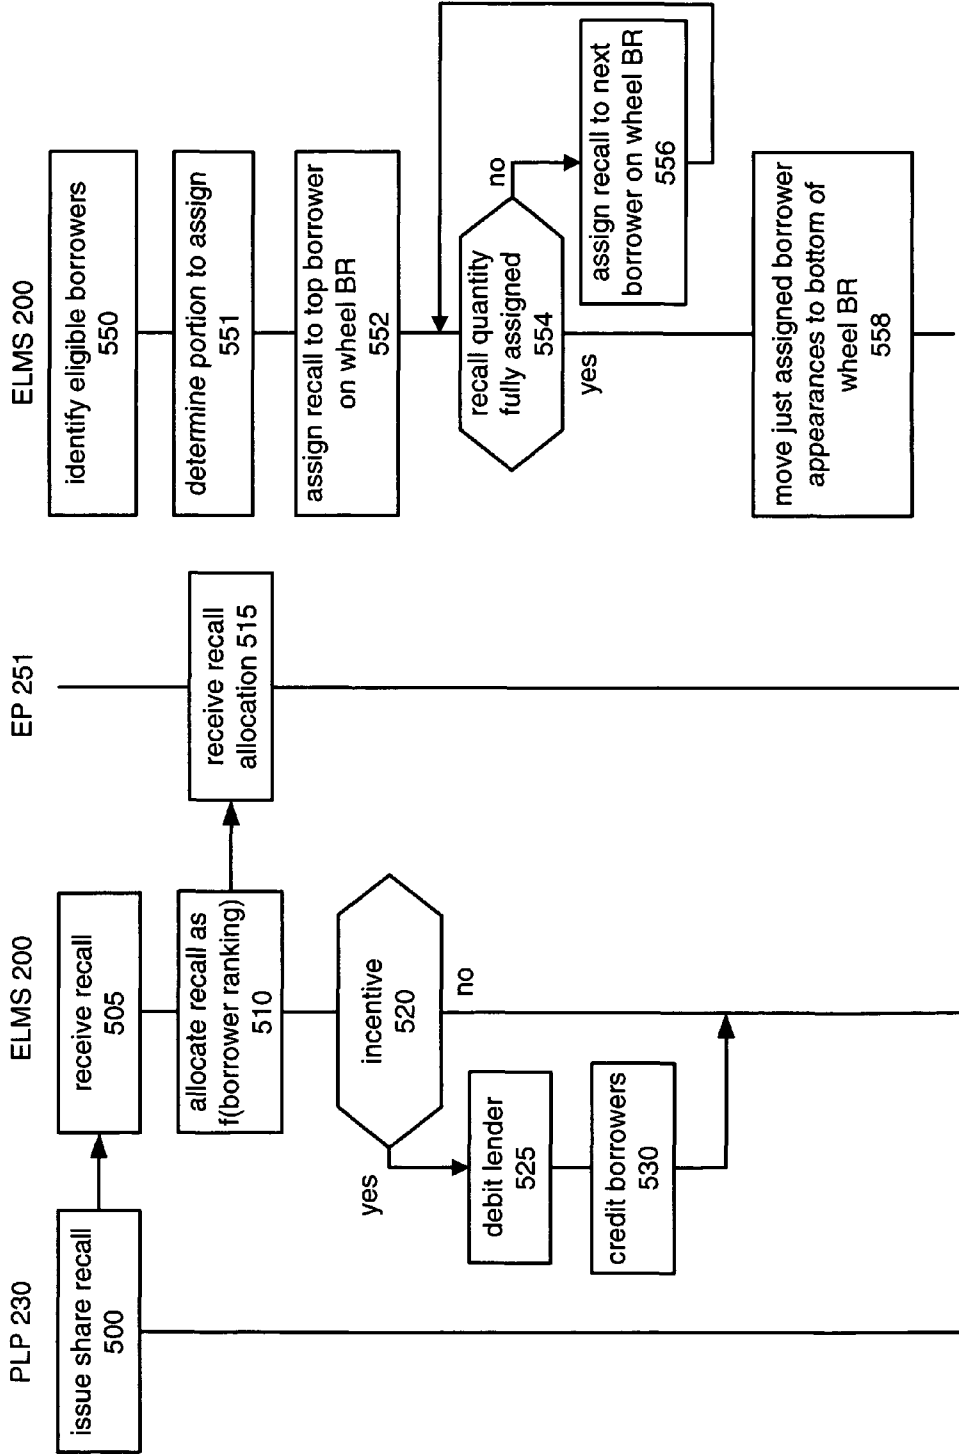 PLP 230
ELMS 200
EP 251
ELMS 200
issue share recall
500
receive recall
505
allocate recall as
f(borrower ranking)
510
receive recall
allocation 515
incentive
520
yes
no
debit lender
525
credit borrowers
530
identify eligible borrowers
550
determine portion to assign
551
assign recall to top borrower
on wheel BR
552
recall quantity
fully assigned
554
no
yes
assign recall to next
borrower on wheel BR
556
move just assigned borrower
appearances to bottom of
wheel BR
558